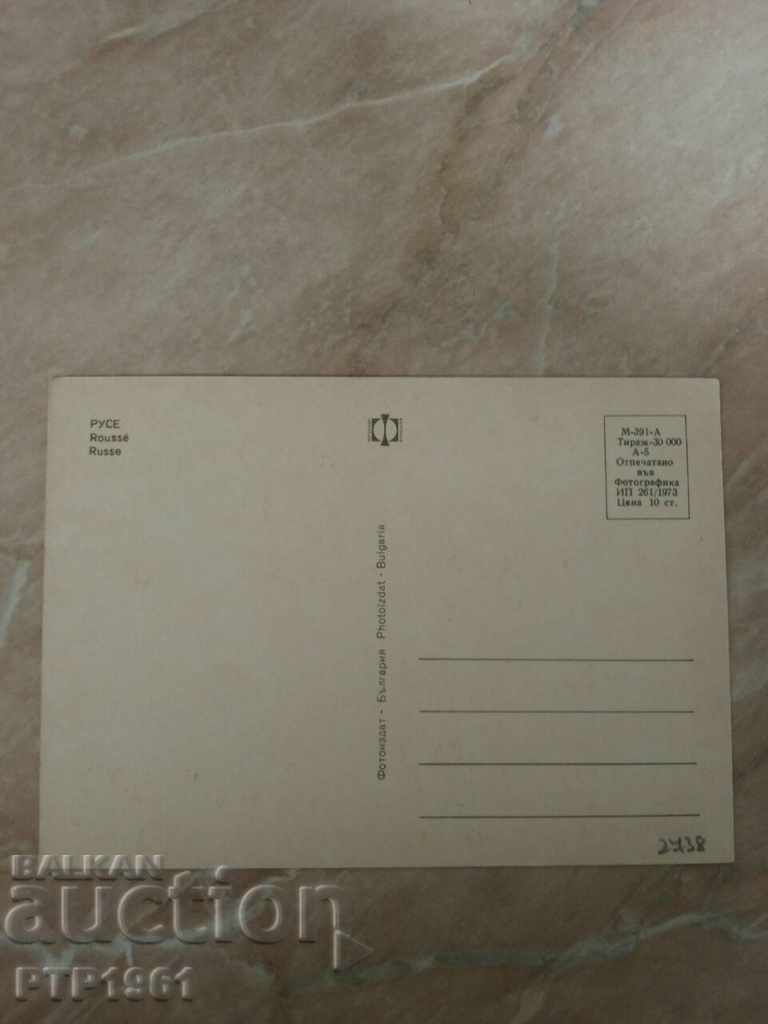 РУСЕ
Roussé
Russe
М-391-А
Тираж-30 000
А-5
Отпечатано
във
Фотографика
ИП 261/1973
Цена 10 ст.
Фотоиздат - България Photoizdat - Bulgaria
2738
BALKAN
auction
PTP1961